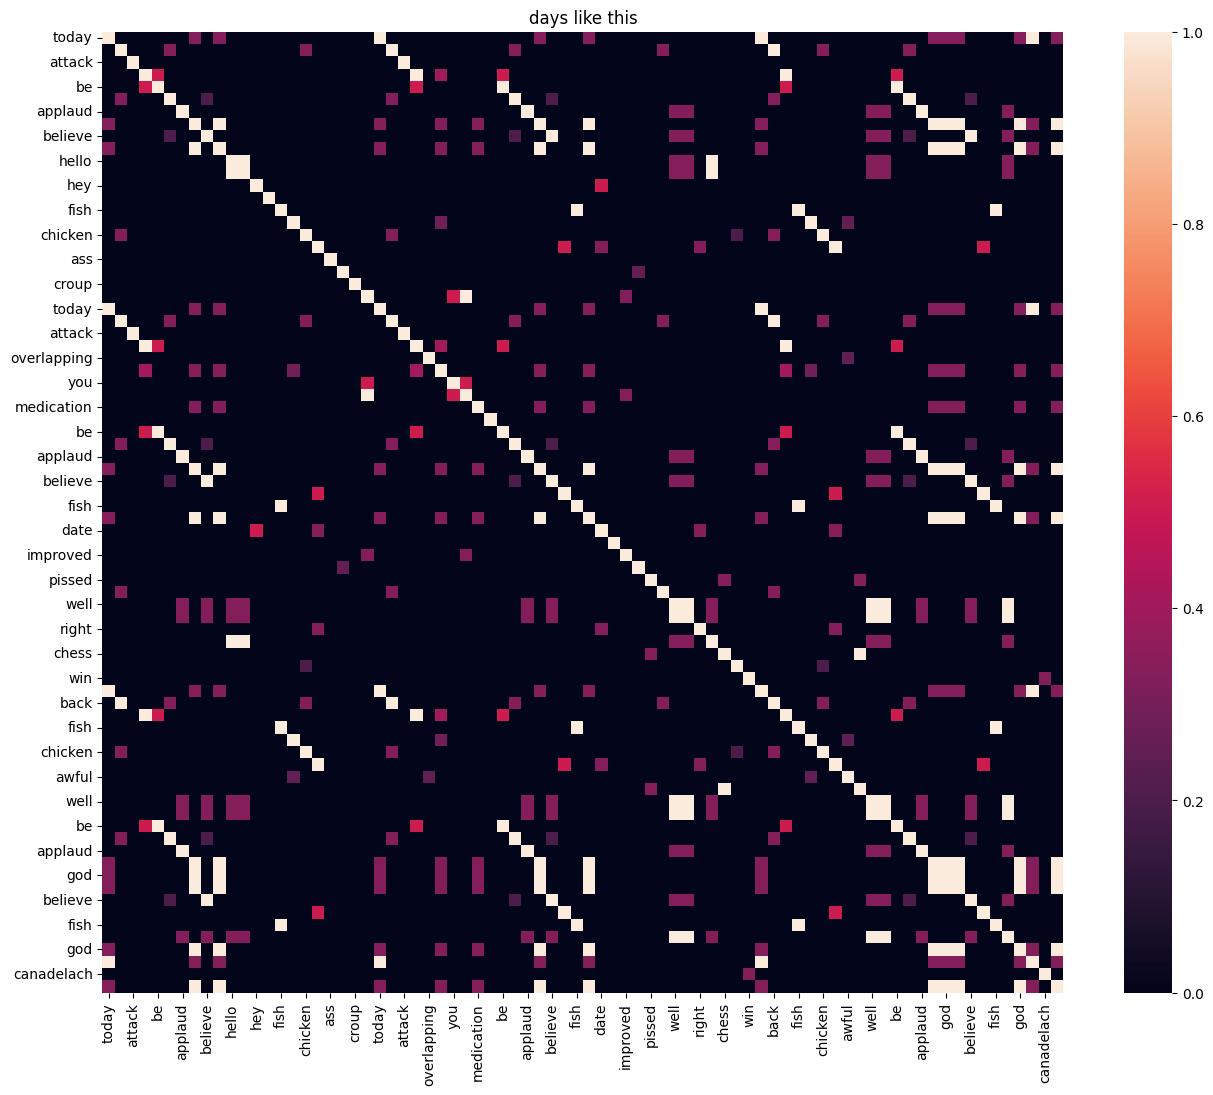 days like this
today
attack
be
applaud
believe
hello
hey
fish
chicken
ass
croup
today
attack
overlapping
you
medication
be
applaud
believe
fish
date
improved
pissed
well
right
chess
win
back
fish
chicken
awful
well
be
applaud
god
believe
fish
god
canadelach
today
attack
be
applaud
believe
hello
hey
fish
chicken
ass
croup
today
attack
overlapping
you
medication
be
applaud
believe
fish
date
improved
pissed
well
right
chess
win
back
fish
chicken
awful
well
be
applaud
god
believe
fish
god
canadelach
1.0
0.8
0.6
0.4
0.2
0.0